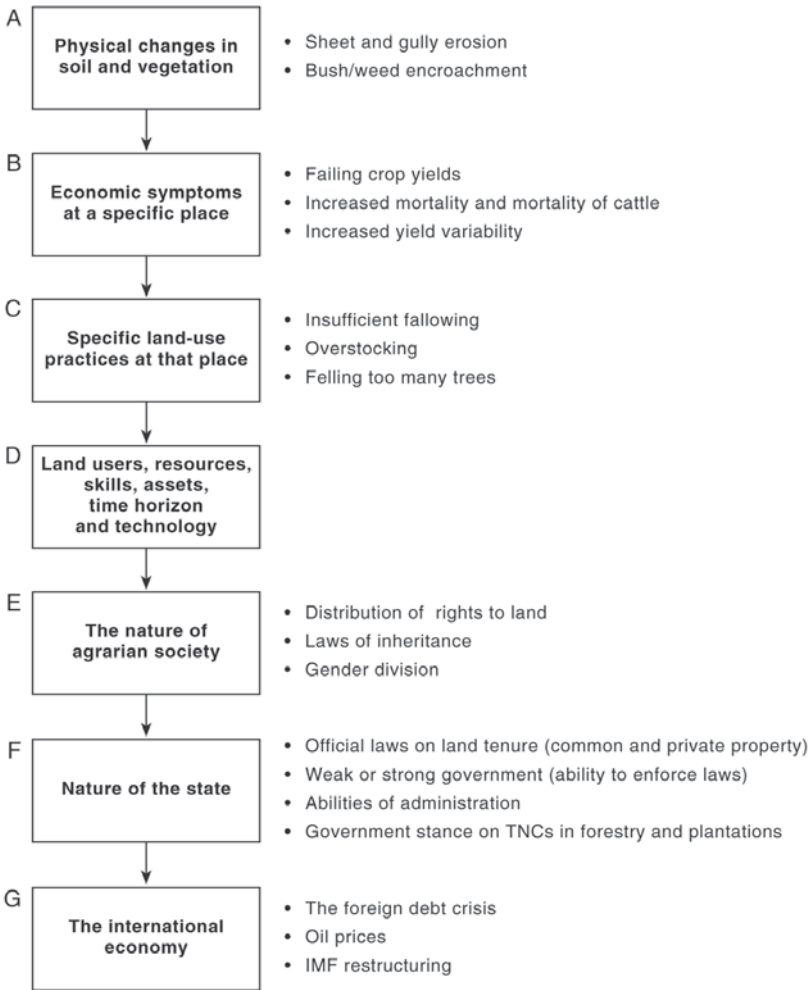 A
Physical changes in
soil and vegetation
• Sheet and gully erosion
• Bush/weed encroachment
B
Economic symptoms
at a specific place
• Failing crop yields
• Increased mortality and mortality of cattle
• Increased yield variability
C
Specific land-use
practices at that place
• Insufficient fallowing
• Overstocking
• Felling too many trees
D
Land users, resources,
skills, assets,
time horizon
and technology
E
The nature of
agrarian society
• Distribution of rights to land
• Laws of inheritance
• Gender division
F
Nature of the state
• Official laws on land tenure (common and private property)
• Weak or strong government (ability to enforce laws)
• Abilities of administration
• Government stance on TNCs in forestry and plantations
G
The international
economy
• The foreign debt crisis
• Oil prices
• IMF restructuring